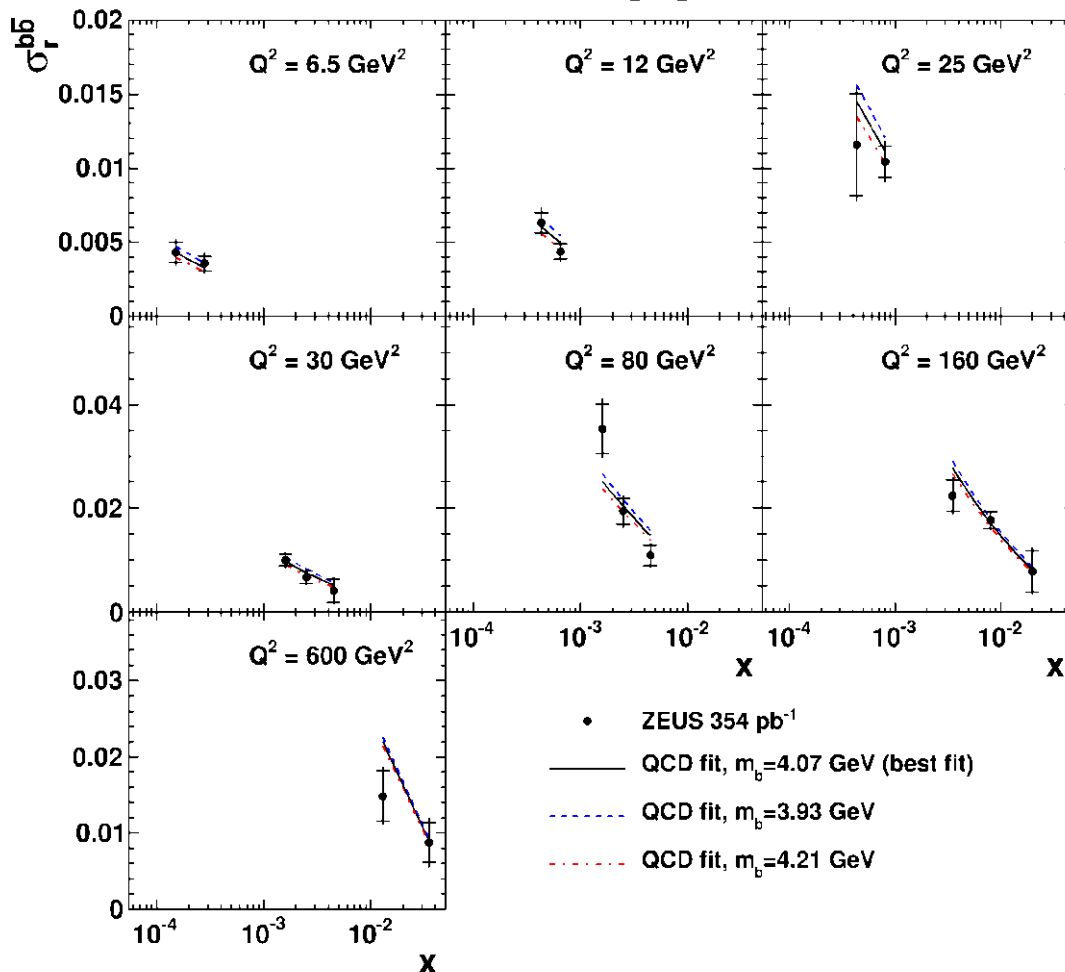 σ_r^{bb̄}
0.02
0.015
0.01
0.005
0
Q² = 6.5 GeV²
Q² = 12 GeV²
Q² = 25 GeV²
0.04
0.02
0
Q² = 30 GeV²
Q² = 80 GeV²
Q² = 160 GeV²
10⁻⁴ 10⁻³ 10⁻² 10⁻⁴ 10⁻³ 10⁻²
x x
0.03
0.02
0.01
0
Q² = 600 GeV²
10⁻⁴ 10⁻³ 10⁻²
x
ZEUS 354 pb⁻¹
QCD fit, m_b=4.07 GeV (best fit)
QCD fit, m_b=3.93 GeV
QCD fit, m_b=4.21 GeV